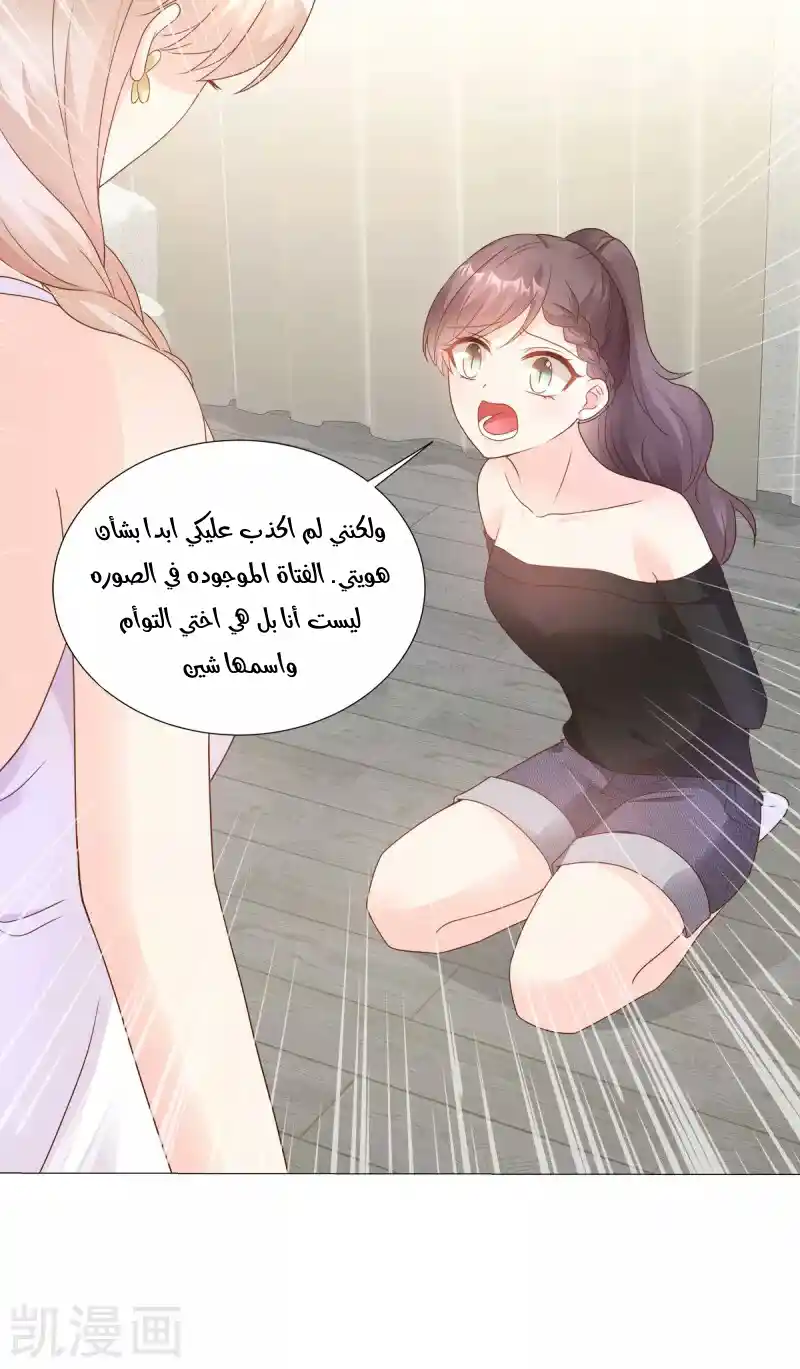 ولكنني لم اكذب عليكي ابدا بشأن
هويتي. الفتاة الموجوده في الصوره
ليست أنا بل هي اختي التوأم
واسمها شين
凯漫画